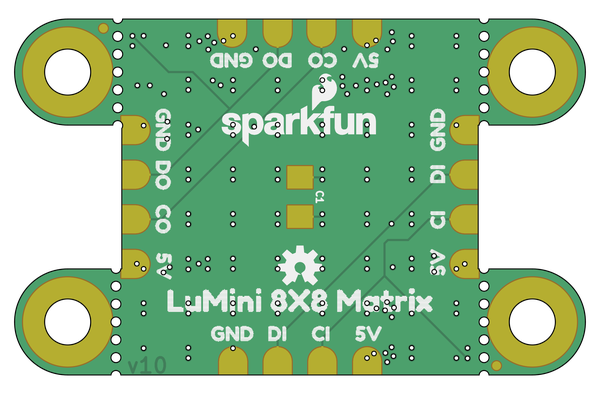 GND DO CO 5V
sparkfun
GND
DO
CO
5V
GND
DI
CI
5V
C1
LuMini 8X8 Matrix
GND DI CI 5V
v10